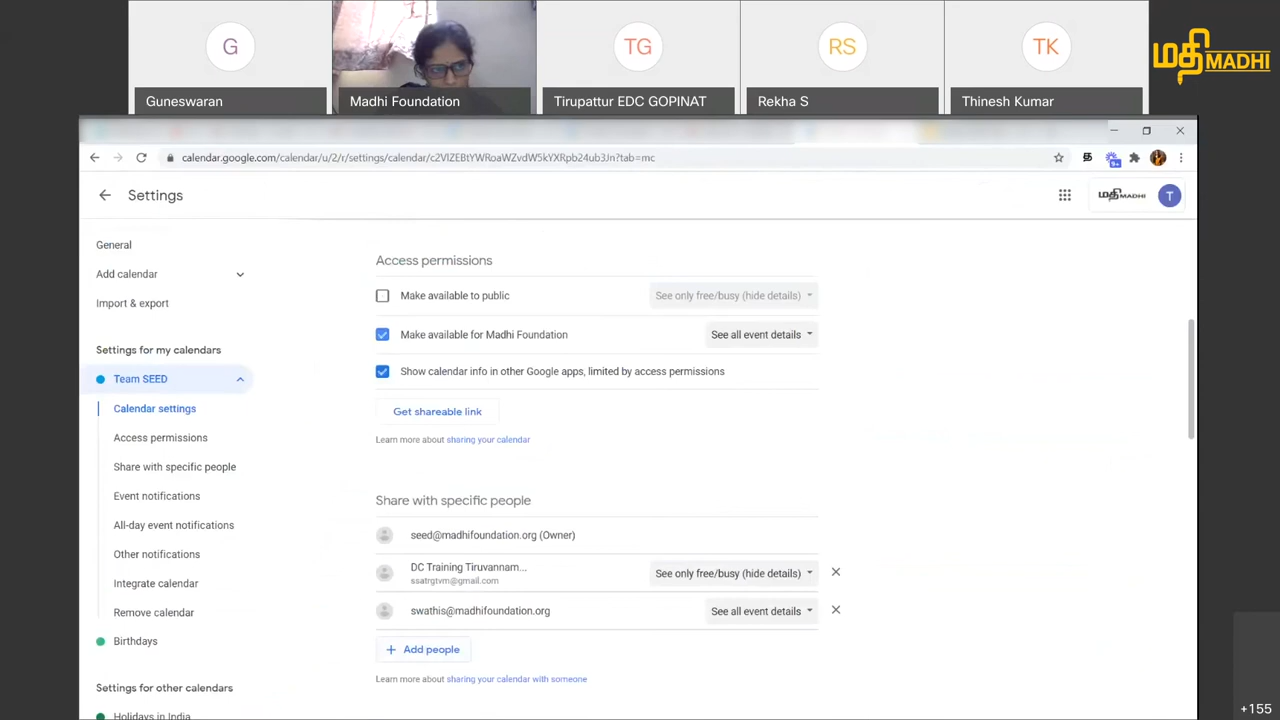 G
TG
RS
TK
மதி MADHI
Guneswaran
Madhi Foundation
Tirupattur EDC GOPINAT
Rekha S
Thinesh Kumar
calendar.google.com/calendar/u/2/r/settings/calendar/c2VlZEBtYWRoaWZvdW5kYXRpb24ub3Jn?tab=mc
Settings
மதி MADHI
T
General
Add calendar
Import & export
Settings for my calendars
Team SEED
Calendar settings
Access permissions
Share with specific people
Event notifications
All-day event notifications
Other notifications
Integrate calendar
Remove calendar
Birthdays
Settings for other calendars
Holidays in India
Access permissions
Make available to public
See only free/busy (hide details)
Make available for Madhi Foundation
See all event details
Show calendar info in other Google apps, limited by access permissions
Get shareable link
Learn more about sharing your calendar
Share with specific people
seed@madhifoundation.org (Owner)
DC Training Tiruvannam...
See only free/busy (hide details)
ssatrgtvm@gmail.com
swathis@madhifoundation.org
See all event details
+ Add people
Learn more about sharing your calendar with someone
+155